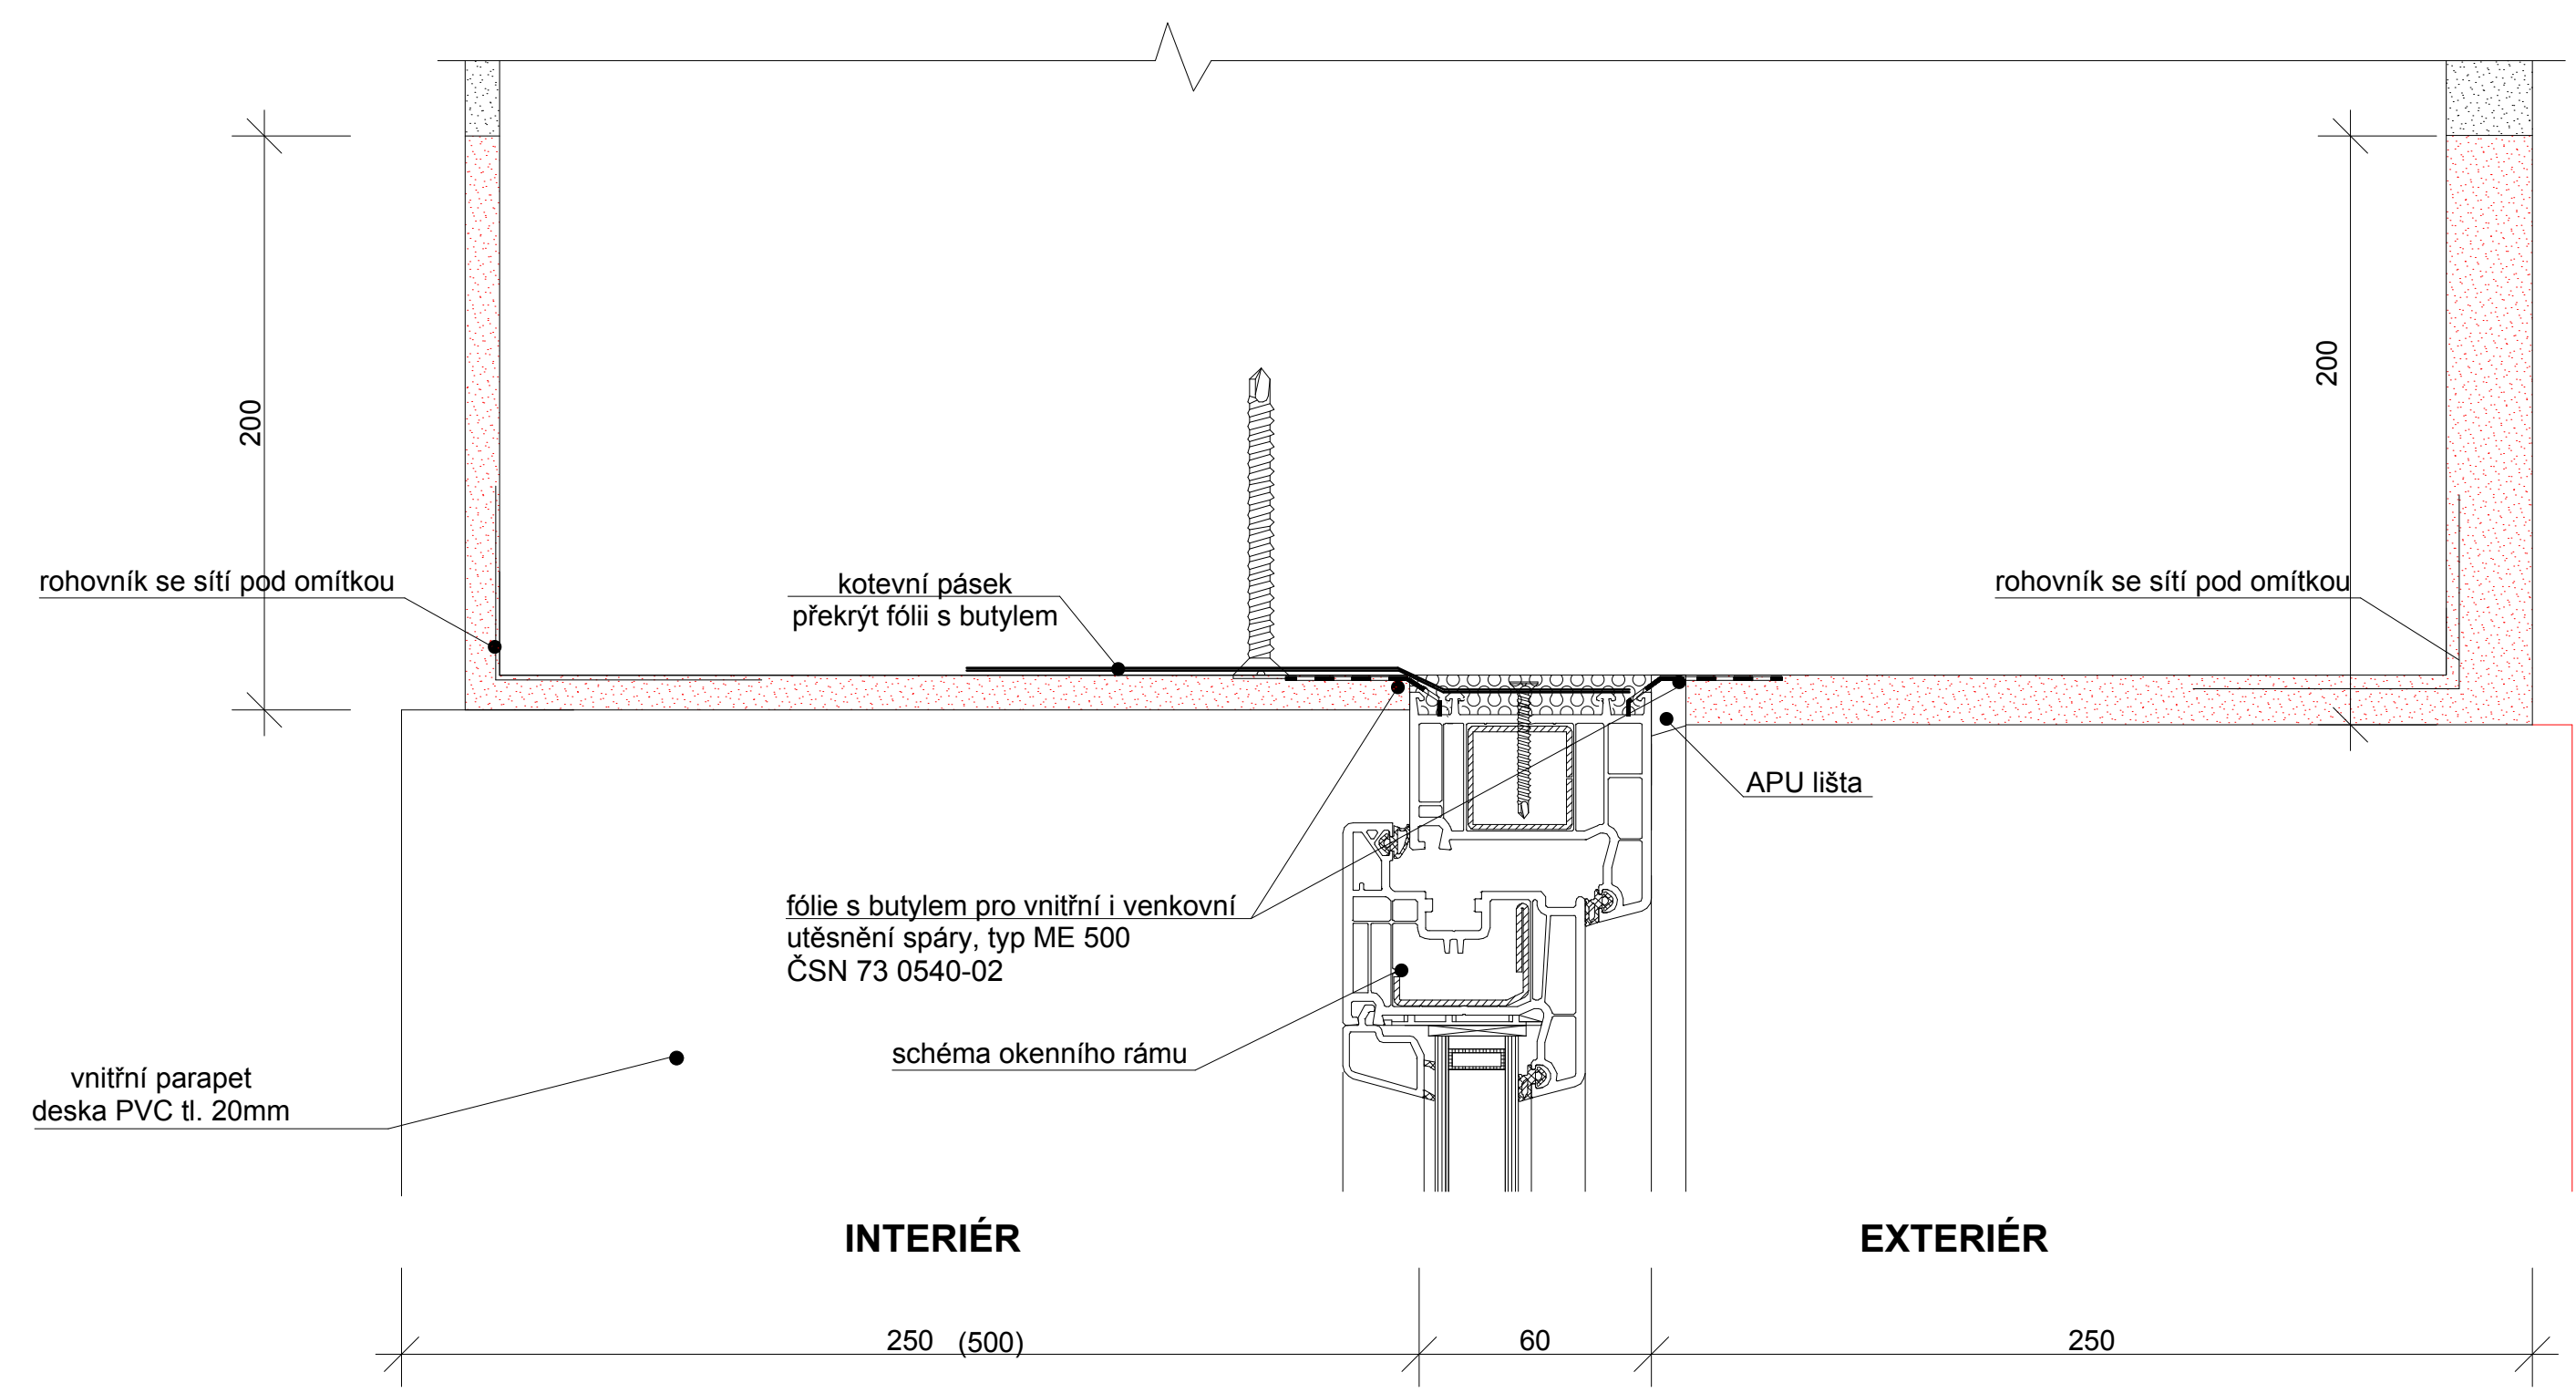 200
200
rohovník se sítí pod omítkou
kotevní pásek
překrýt fólii s butylem
rohovník se sítí pod omítkou
APU lišta
fólie s butylem pro vnitřní i venkovní
utěsnění spáry, typ ME 500
ČSN 73 0540-02
schéma okenního rámu
vnitřní parapet
deska PVC tl. 20mm
INTERIÉR
EXTERIÉR
250 (500)
60
250